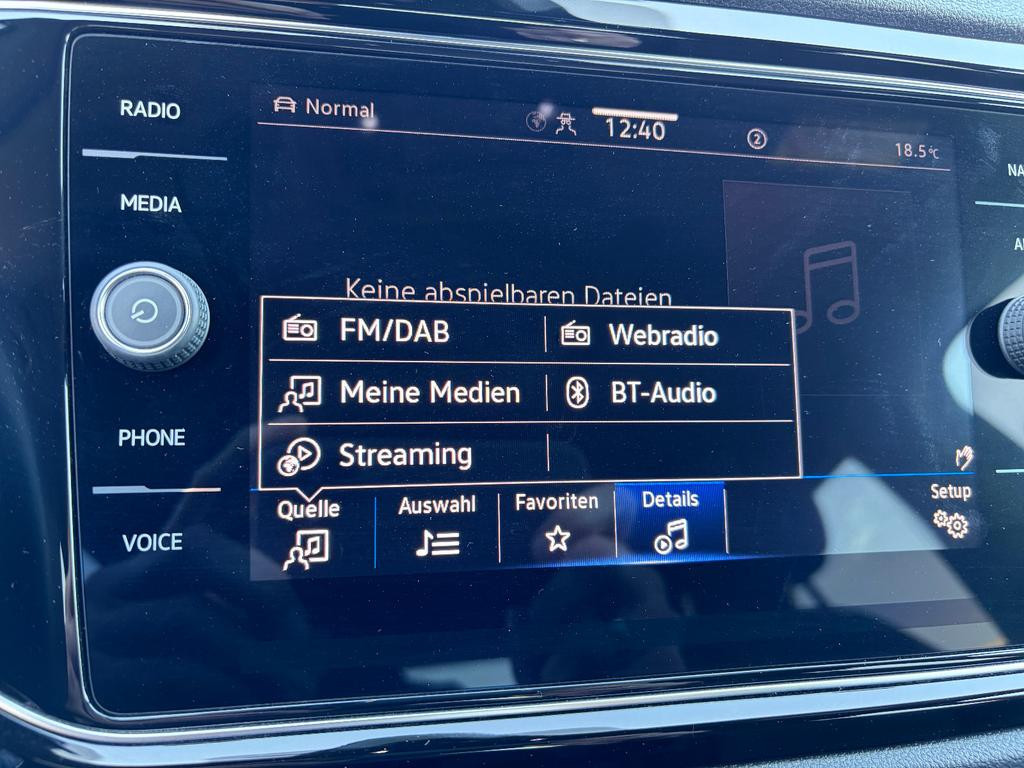 RADIO
MEDIA
PHONE
VOICE
Normal
12:40
2
18.5°C
Keine abspielbaren Dateien
FM/DAB
Webradio
Meine Medien
BT-Audio
Streaming
Quelle
Auswahl
Favoriten
Details
Setup